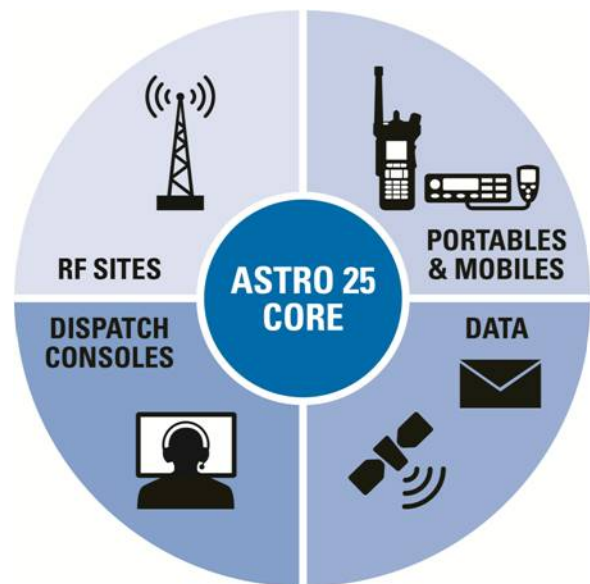 RF SITES
PORTABLES
& MOBILES
ASTRO 25
CORE
DISPATCH
CONSOLES
DATA